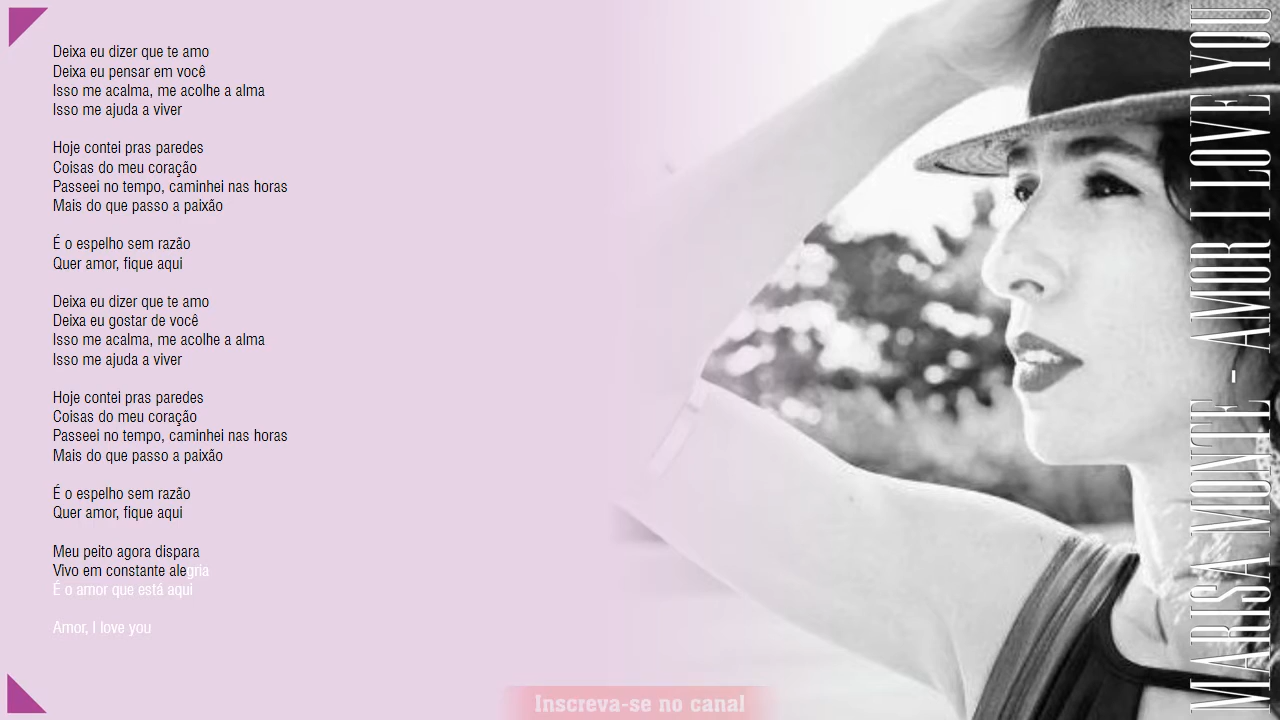 Deixa eu dizer que te amo
Deixa eu pensar em você
Isso me acalma, me acolhe a alma
Isso me ajuda a viver
Hoje contei pras paredes
Coisas do meu coração
Passeei no tempo, caminhei nas horas
Mais do que passo a paixão
É o espelho sem razão
Quer amor, fique aqui
Deixa eu dizer que te amo
Deixa eu gostar de você
Isso me acalma, me acolhe a alma
Isso me ajuda a viver
Hoje contei pras paredes
Coisas do meu coração
Passeei no tempo, caminhei nas horas
Mais do que passo a paixão
É o espelho sem razão
Quer amor, fique aqui
Meu peito agora dispara
Vivo em constante alegria
É o amor que está aqui
Amor, I love you
Inscreva-se no canal
MARISA MONTE - AMOR I LOVE YOU